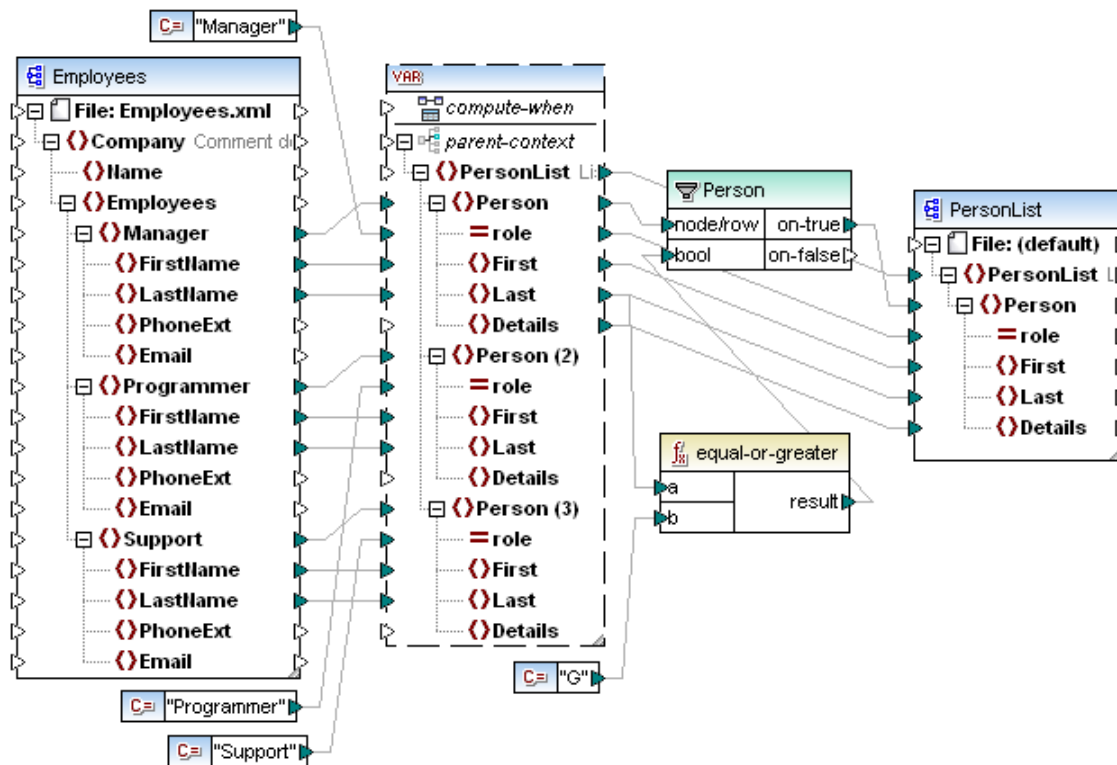 C= "Manager"
Employees
File: Employees.xml
Company Comment d
Name
Employees
Manager
FirstName
LastName
PhoneExt
Email
Programmer
FirstName
LastName
PhoneExt
Email
Support
FirstName
LastName
PhoneExt
Email
C= "Programmer"
C= "Support"
VAR
compute-when
parent-context
PersonList Li
Person
role
First
Last
Details
Person (2)
role
First
Last
Details
Person (3)
role
First
Last
Details
C= "G"
Person
node/row on-true
bool on-false
equal-or-greater
a
result
b
PersonList
File: (default)
PersonList L
Person
role
First
Last
Details